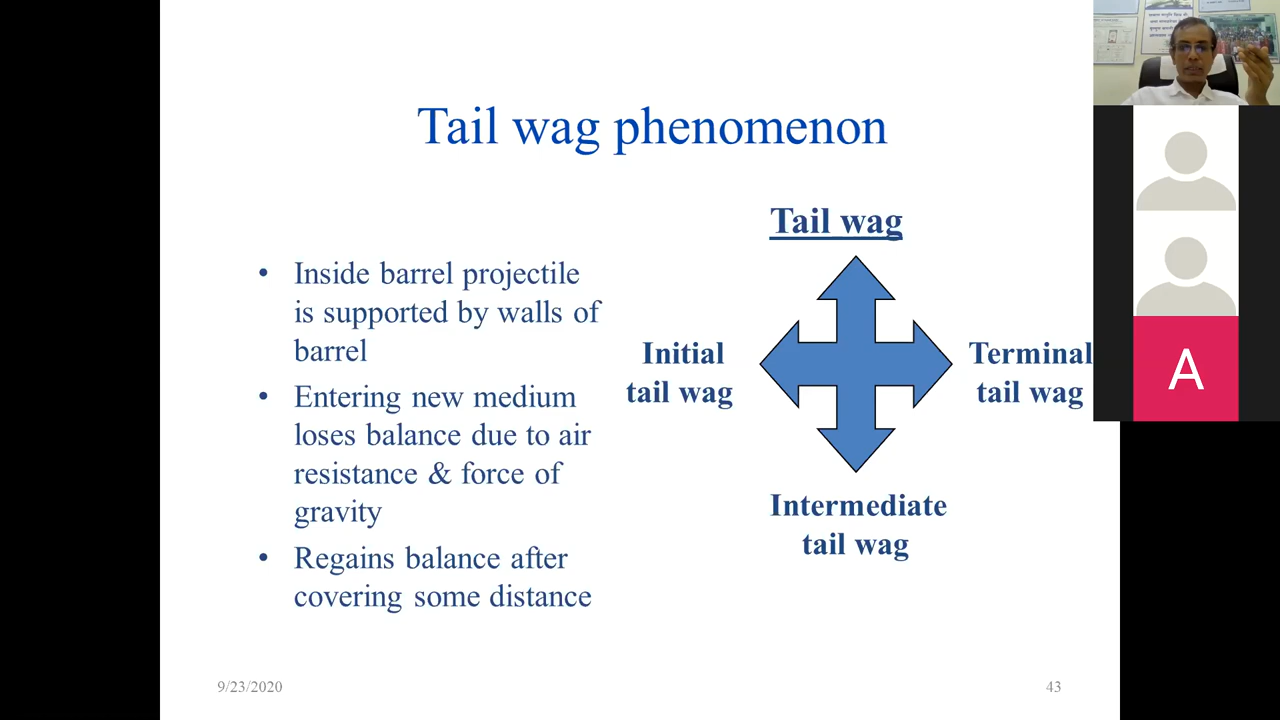 Tail wag phenomenon
Tail wag
• Inside barrel projectile
is supported by walls of
barrel
• Entering new medium
loses balance due to air
resistance & force of
gravity
• Regains balance after
covering some distance
Initial
tail wag
Terminal
tail wag
Intermediate
tail wag
9/23/2020
43
A